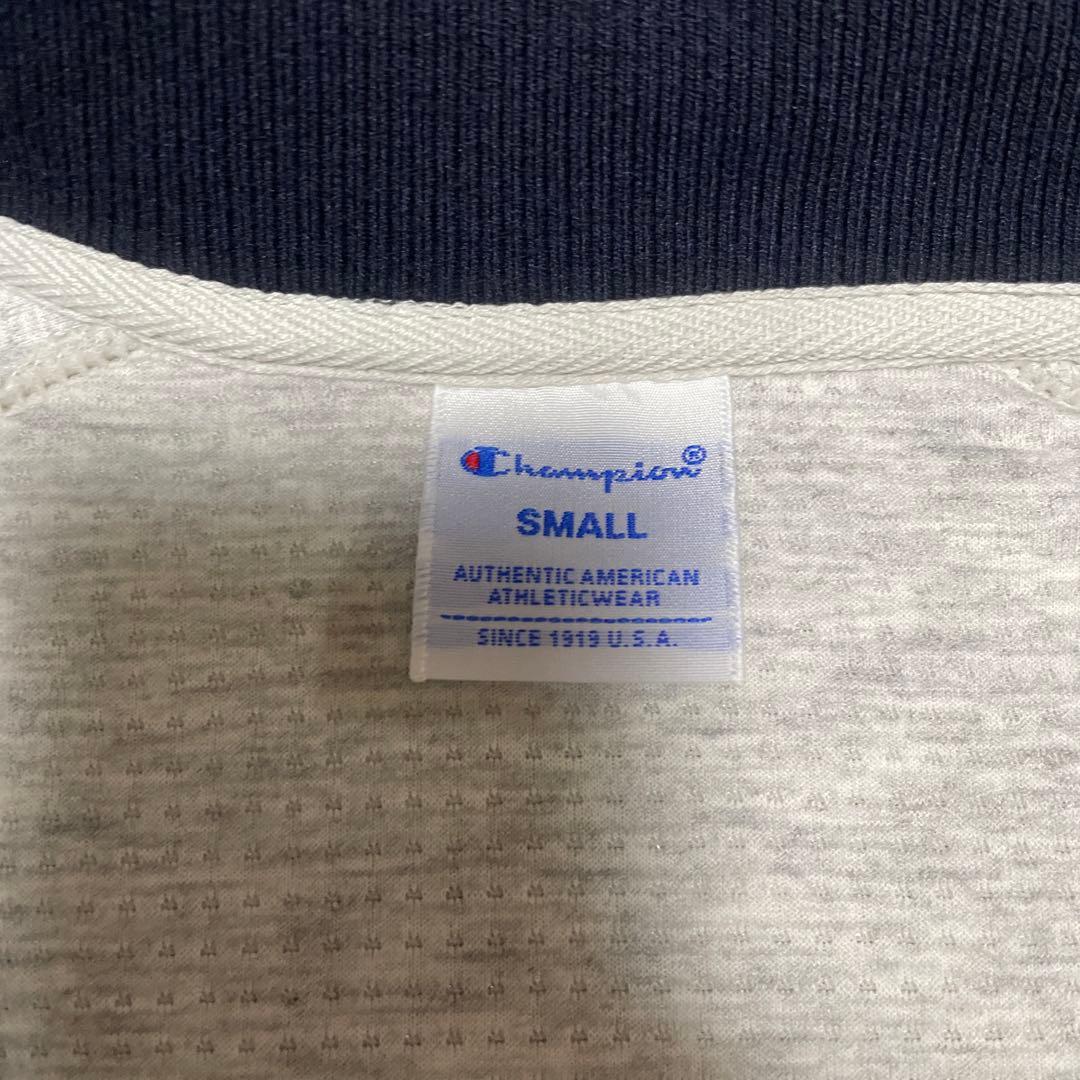 Champion®
SMALL
AUTHENTIC AMERICAN
ATHLETICWEAR
SINCE 1919 U.S.A.